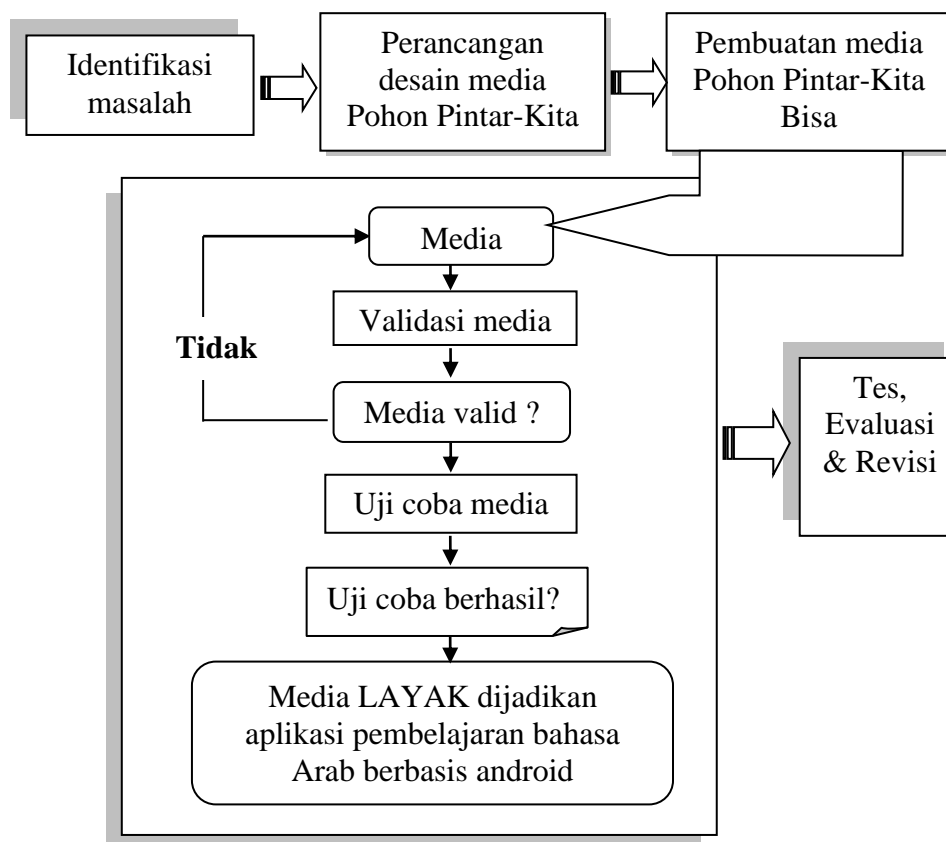 Identifikasi
masalah
Perancangan
desain media
Pohon Pintar-Kita
Pembuatan media
Pohon Pintar-Kita
Bisa
Media
Validasi media
Tidak
Media valid ?
Uji coba media
Uji coba berhasil?
Media LAYAK dijadikan
aplikasi pembelajaran bahasa
Arab berbasis android
Tes,
Evaluasi
& Revisi